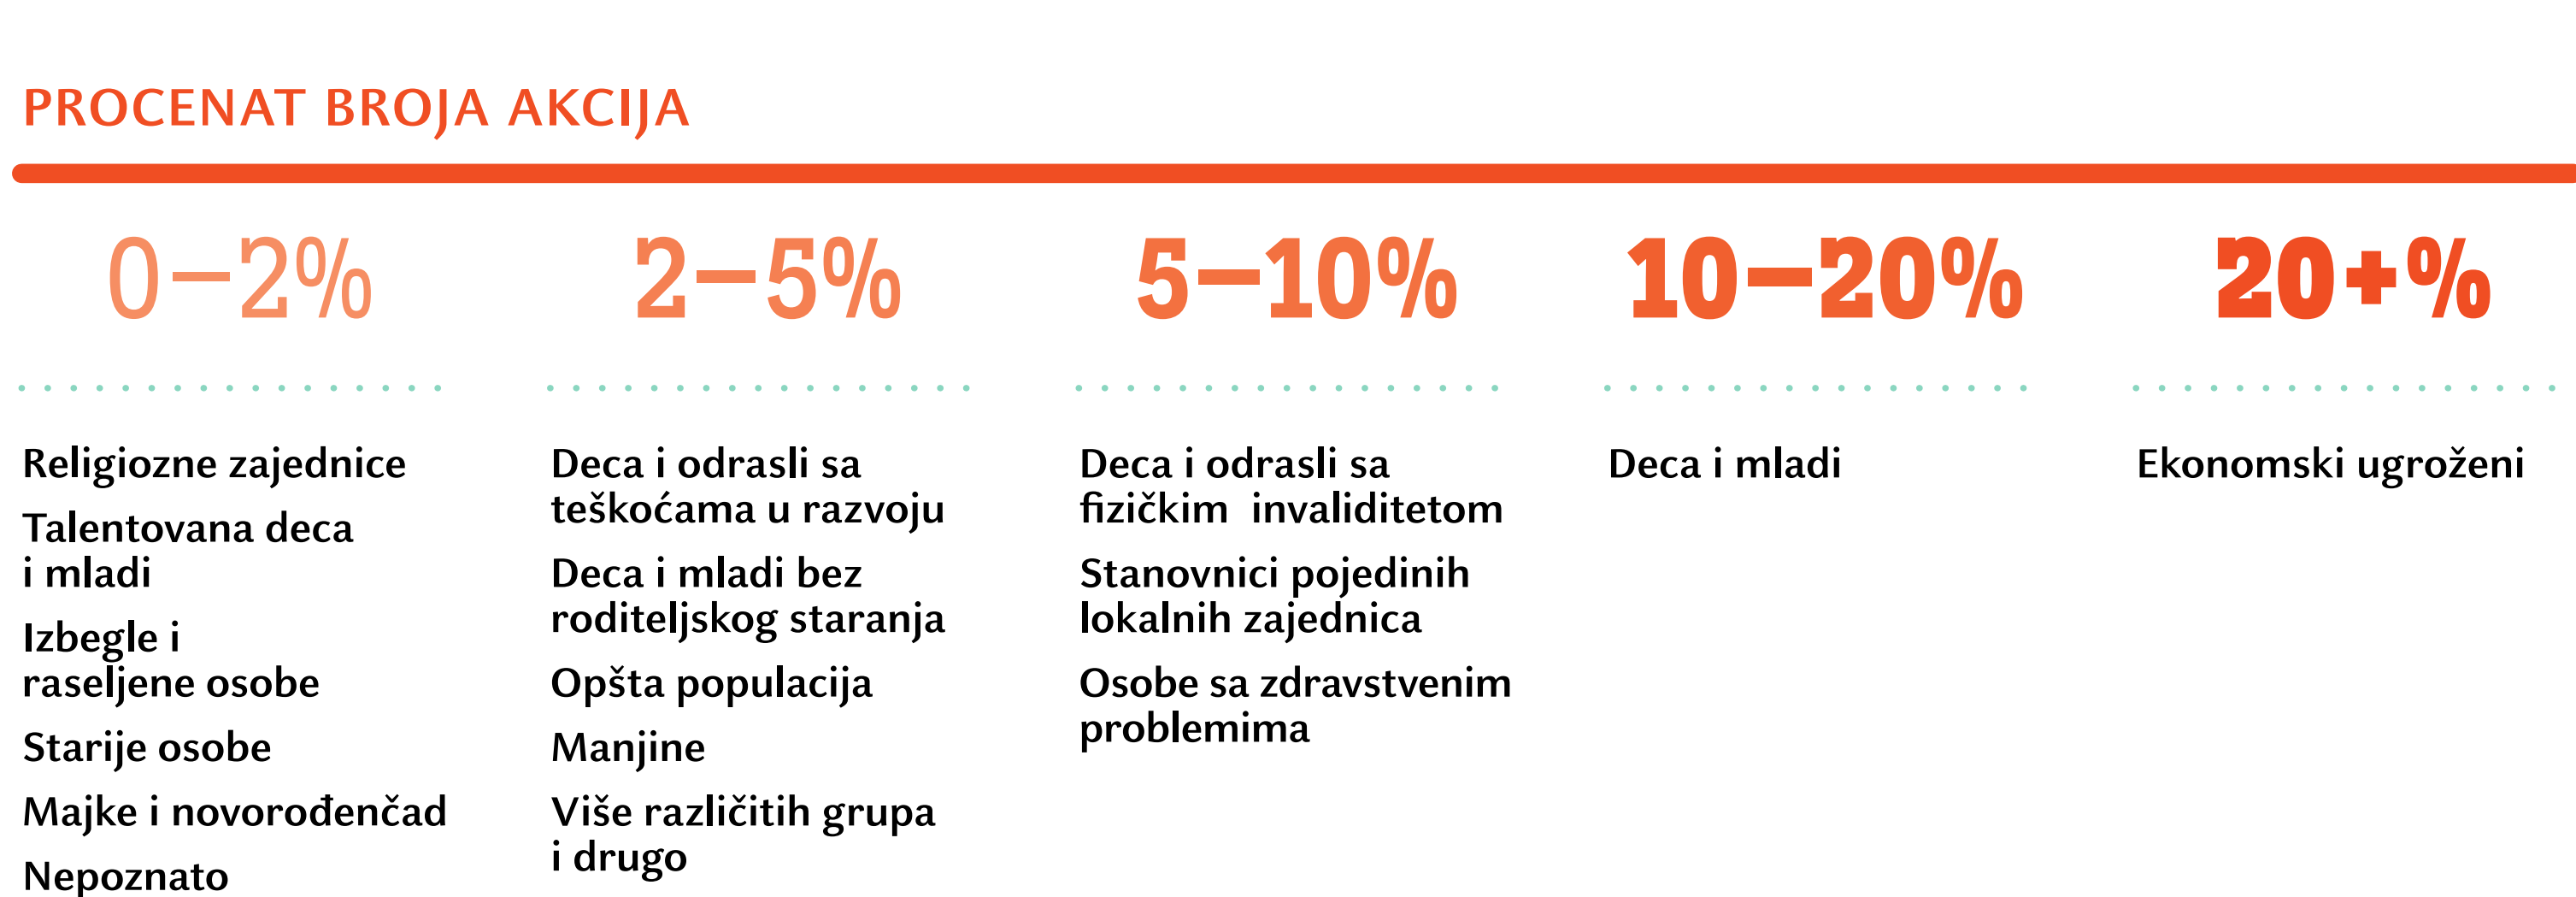 PROCENAT BROJA AKCIJA
0–2%
2–5%
5–10%
10–20%
20+%
Religiozne zajednice
Talentovana deca
i mladi
Izbegle i
raseljene osobe
Starije osobe
Majke i novorođenčad
Nepoznato
Deca i odrasli sa
teškoćama u razvoju
Deca i mladi bez
roditeljskog staranja
Opšta populacija
Manjine
Više različitih grupa
i drugo
Deca i odrasli sa
fizičkim  invaliditetom
Stanovnici pojedinih
lokalnih zajednica
Osobe sa zdravstvenim
problemima
Deca i mladi
Ekonomski ugroženi